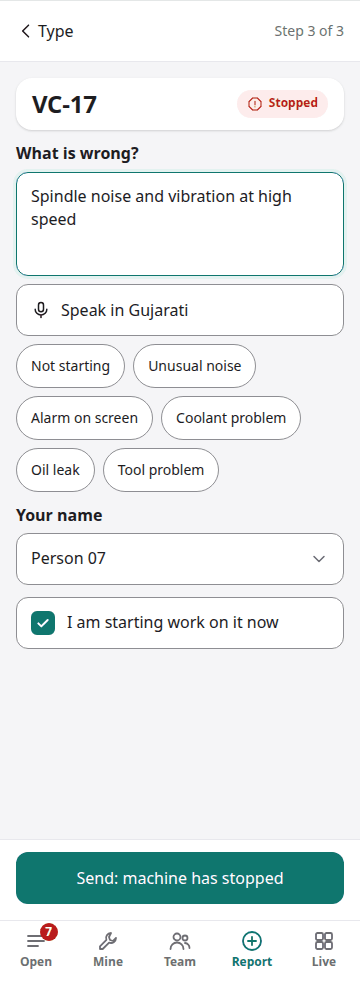 Type
Step 3 of 3
VC-17
Stopped
What is wrong?
Spindle noise and vibration at high
speed
Speak in Gujarati
Not starting
Unusual noise
Alarm on screen
Coolant problem
Oil leak
Tool problem
Your name
Person 07
I am starting work on it now
Send: machine has stopped
7
Open
Mine
Team
Report
Live